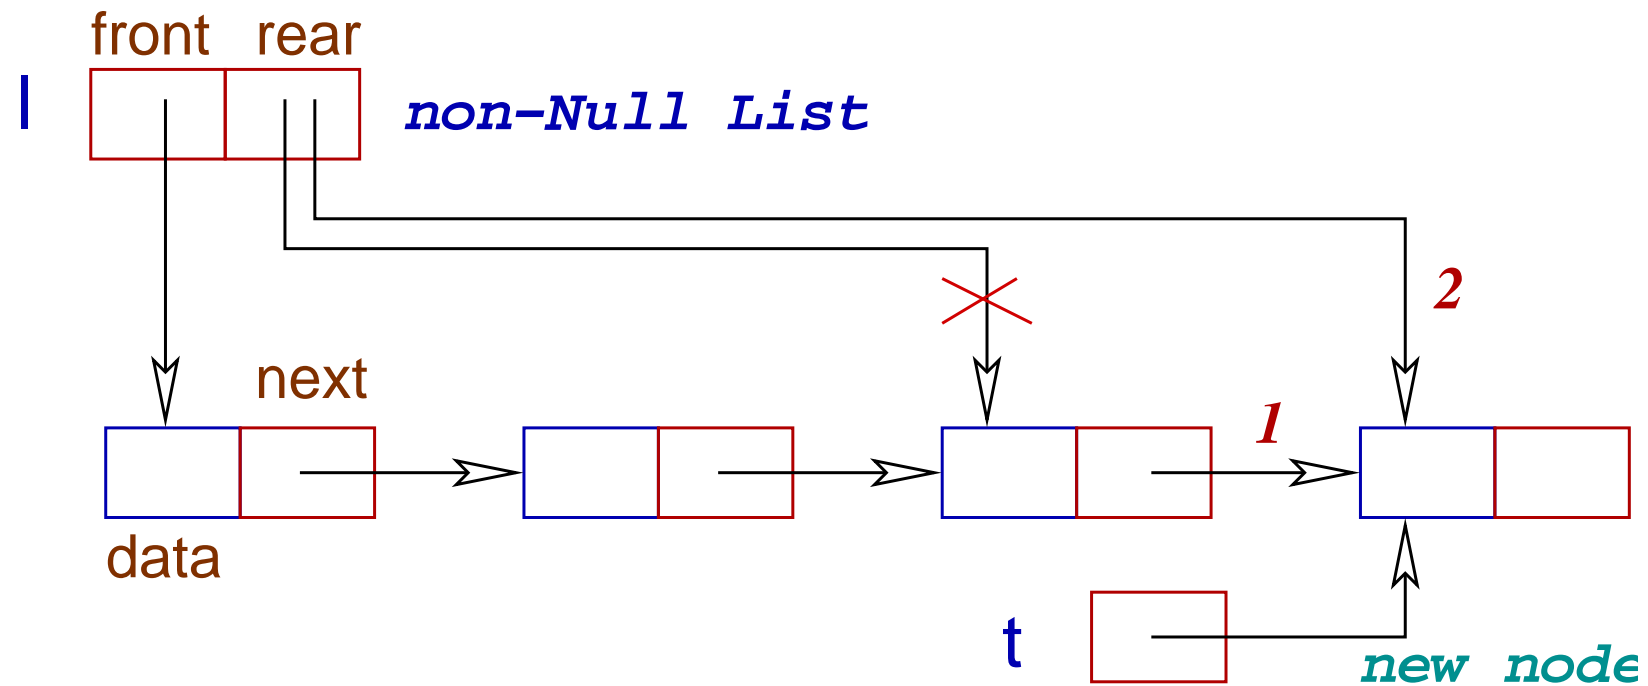 front rear
l
non-Null List
2
next
1
data
t
new node